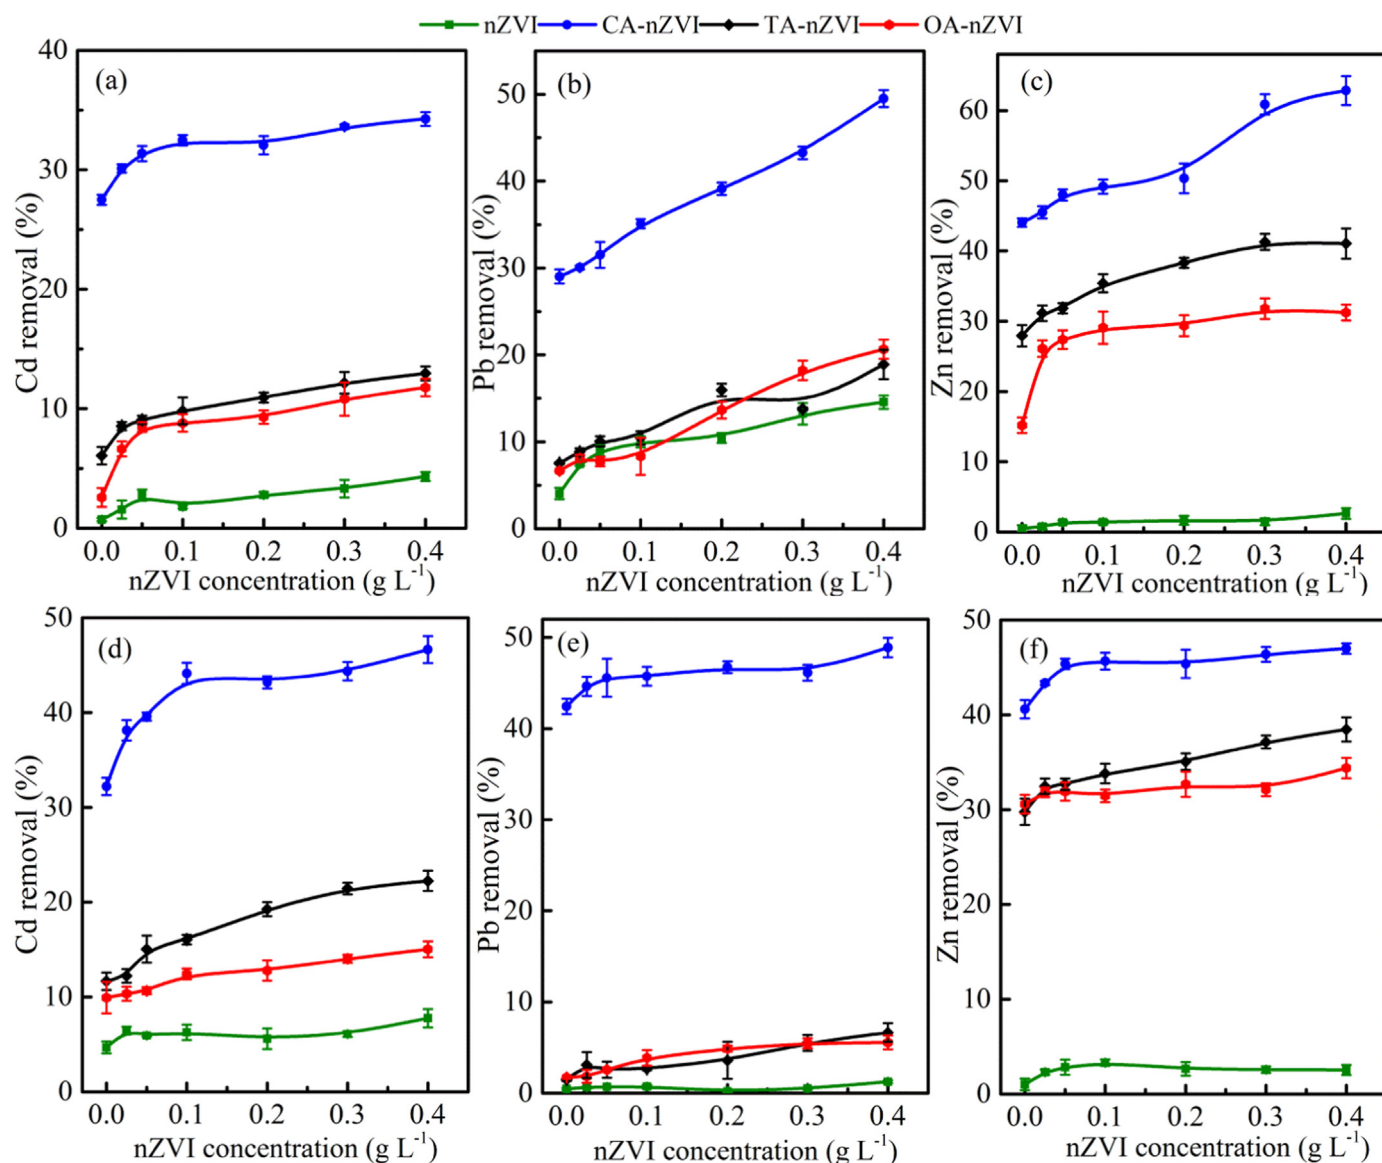 nZVI CA-nZVI TA-nZVI OA-nZVI
(a)
Cd removal (%)
40
30
20
10
0
0.0 0.1 0.2 0.3 0.4
nZVI concentration (g L-1)
(b)
Pb removal (%)
50
40
30
20
10
0
0.0 0.1 0.2 0.3 0.4
nZVI concentration (g L-1)
(c)
Zn removal (%)
60
50
40
30
20
10
0
0.0 0.1 0.2 0.3 0.4
nZVI concentration (g L-1)
(d)
Cd removal (%)
50
40
30
20
10
0
0.0 0.1 0.2 0.3 0.4
nZVI concentration (g L-1)
(e)
Pb removal (%)
50
40
30
20
10
0
0.0 0.1 0.2 0.3 0.4
nZVI concentration (g L-1)
(f)
Zn removal (%)
50
40
30
20
10
0
0.0 0.1 0.2 0.3 0.4
nZVI concentration (g L-1)